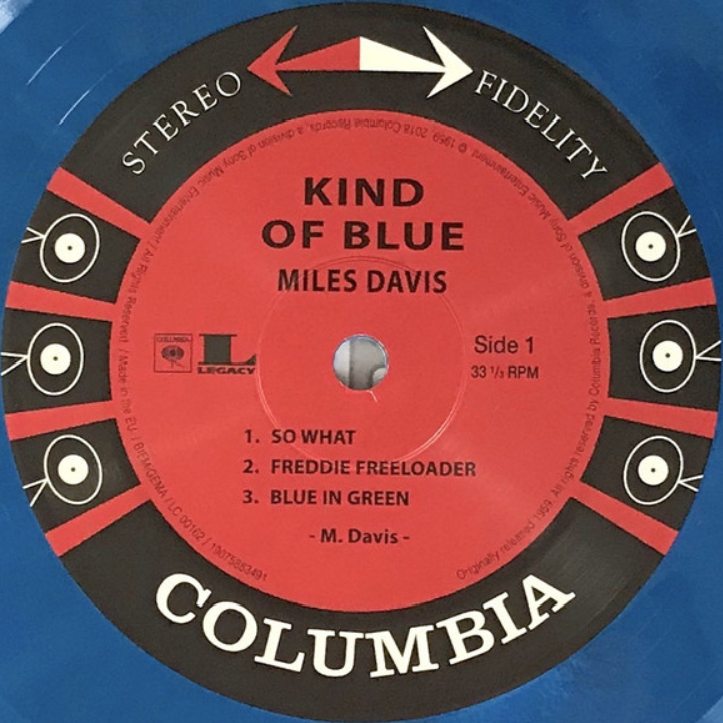 STEREO FIDELITY
KIND
OF BLUE
MILES DAVIS
COLUMBIA
LEGACY
Side 1
33 1/3 RPM
1. SO WHAT
2. FREDDIE FREELOADER
3. BLUE IN GREEN
- M. Davis -
COLUMBIA
Originally released 1959. All rights reserved by Columbia Records, a division of Sony Music Entertainment ℗ 1959, 2018 Columbia Records, a division of Sony Music Entertainment / All Rights Reserved. / Made in the EU / BIEM/GEMA / LC 00162 / 19075853491